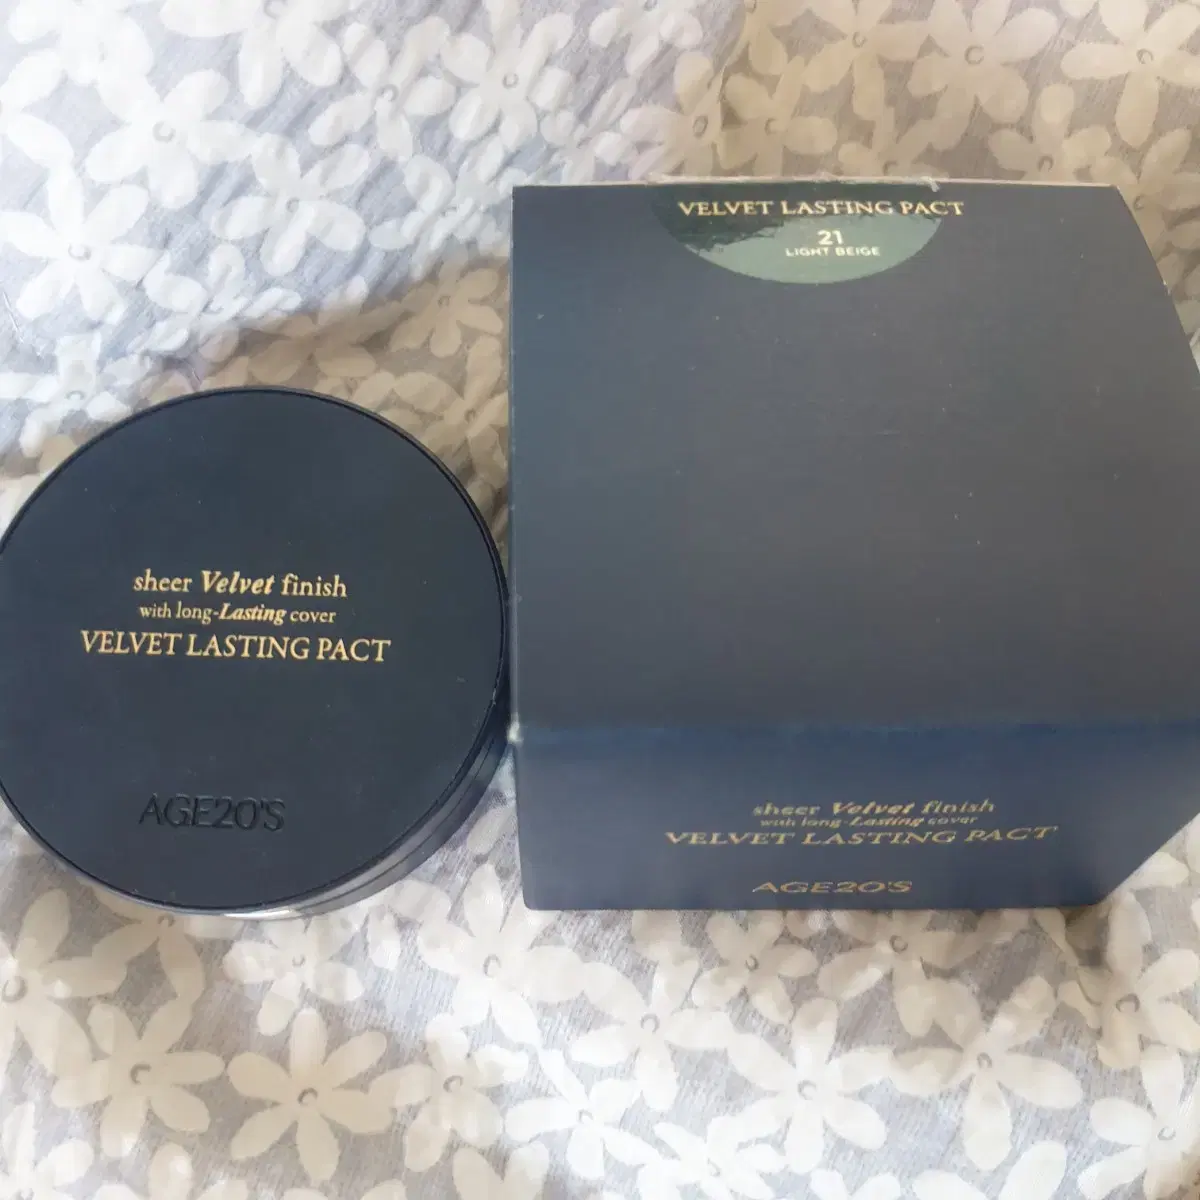 sheer Velvet finish
with long-Lasting cover
VELVET LASTING PACT
AGE20'S
VELVET LASTING PACT
21
LIGHT BEIGE
sheer Velvet finish
with long-Lasting cover
VELVET LASTING PACT
AGE20'S